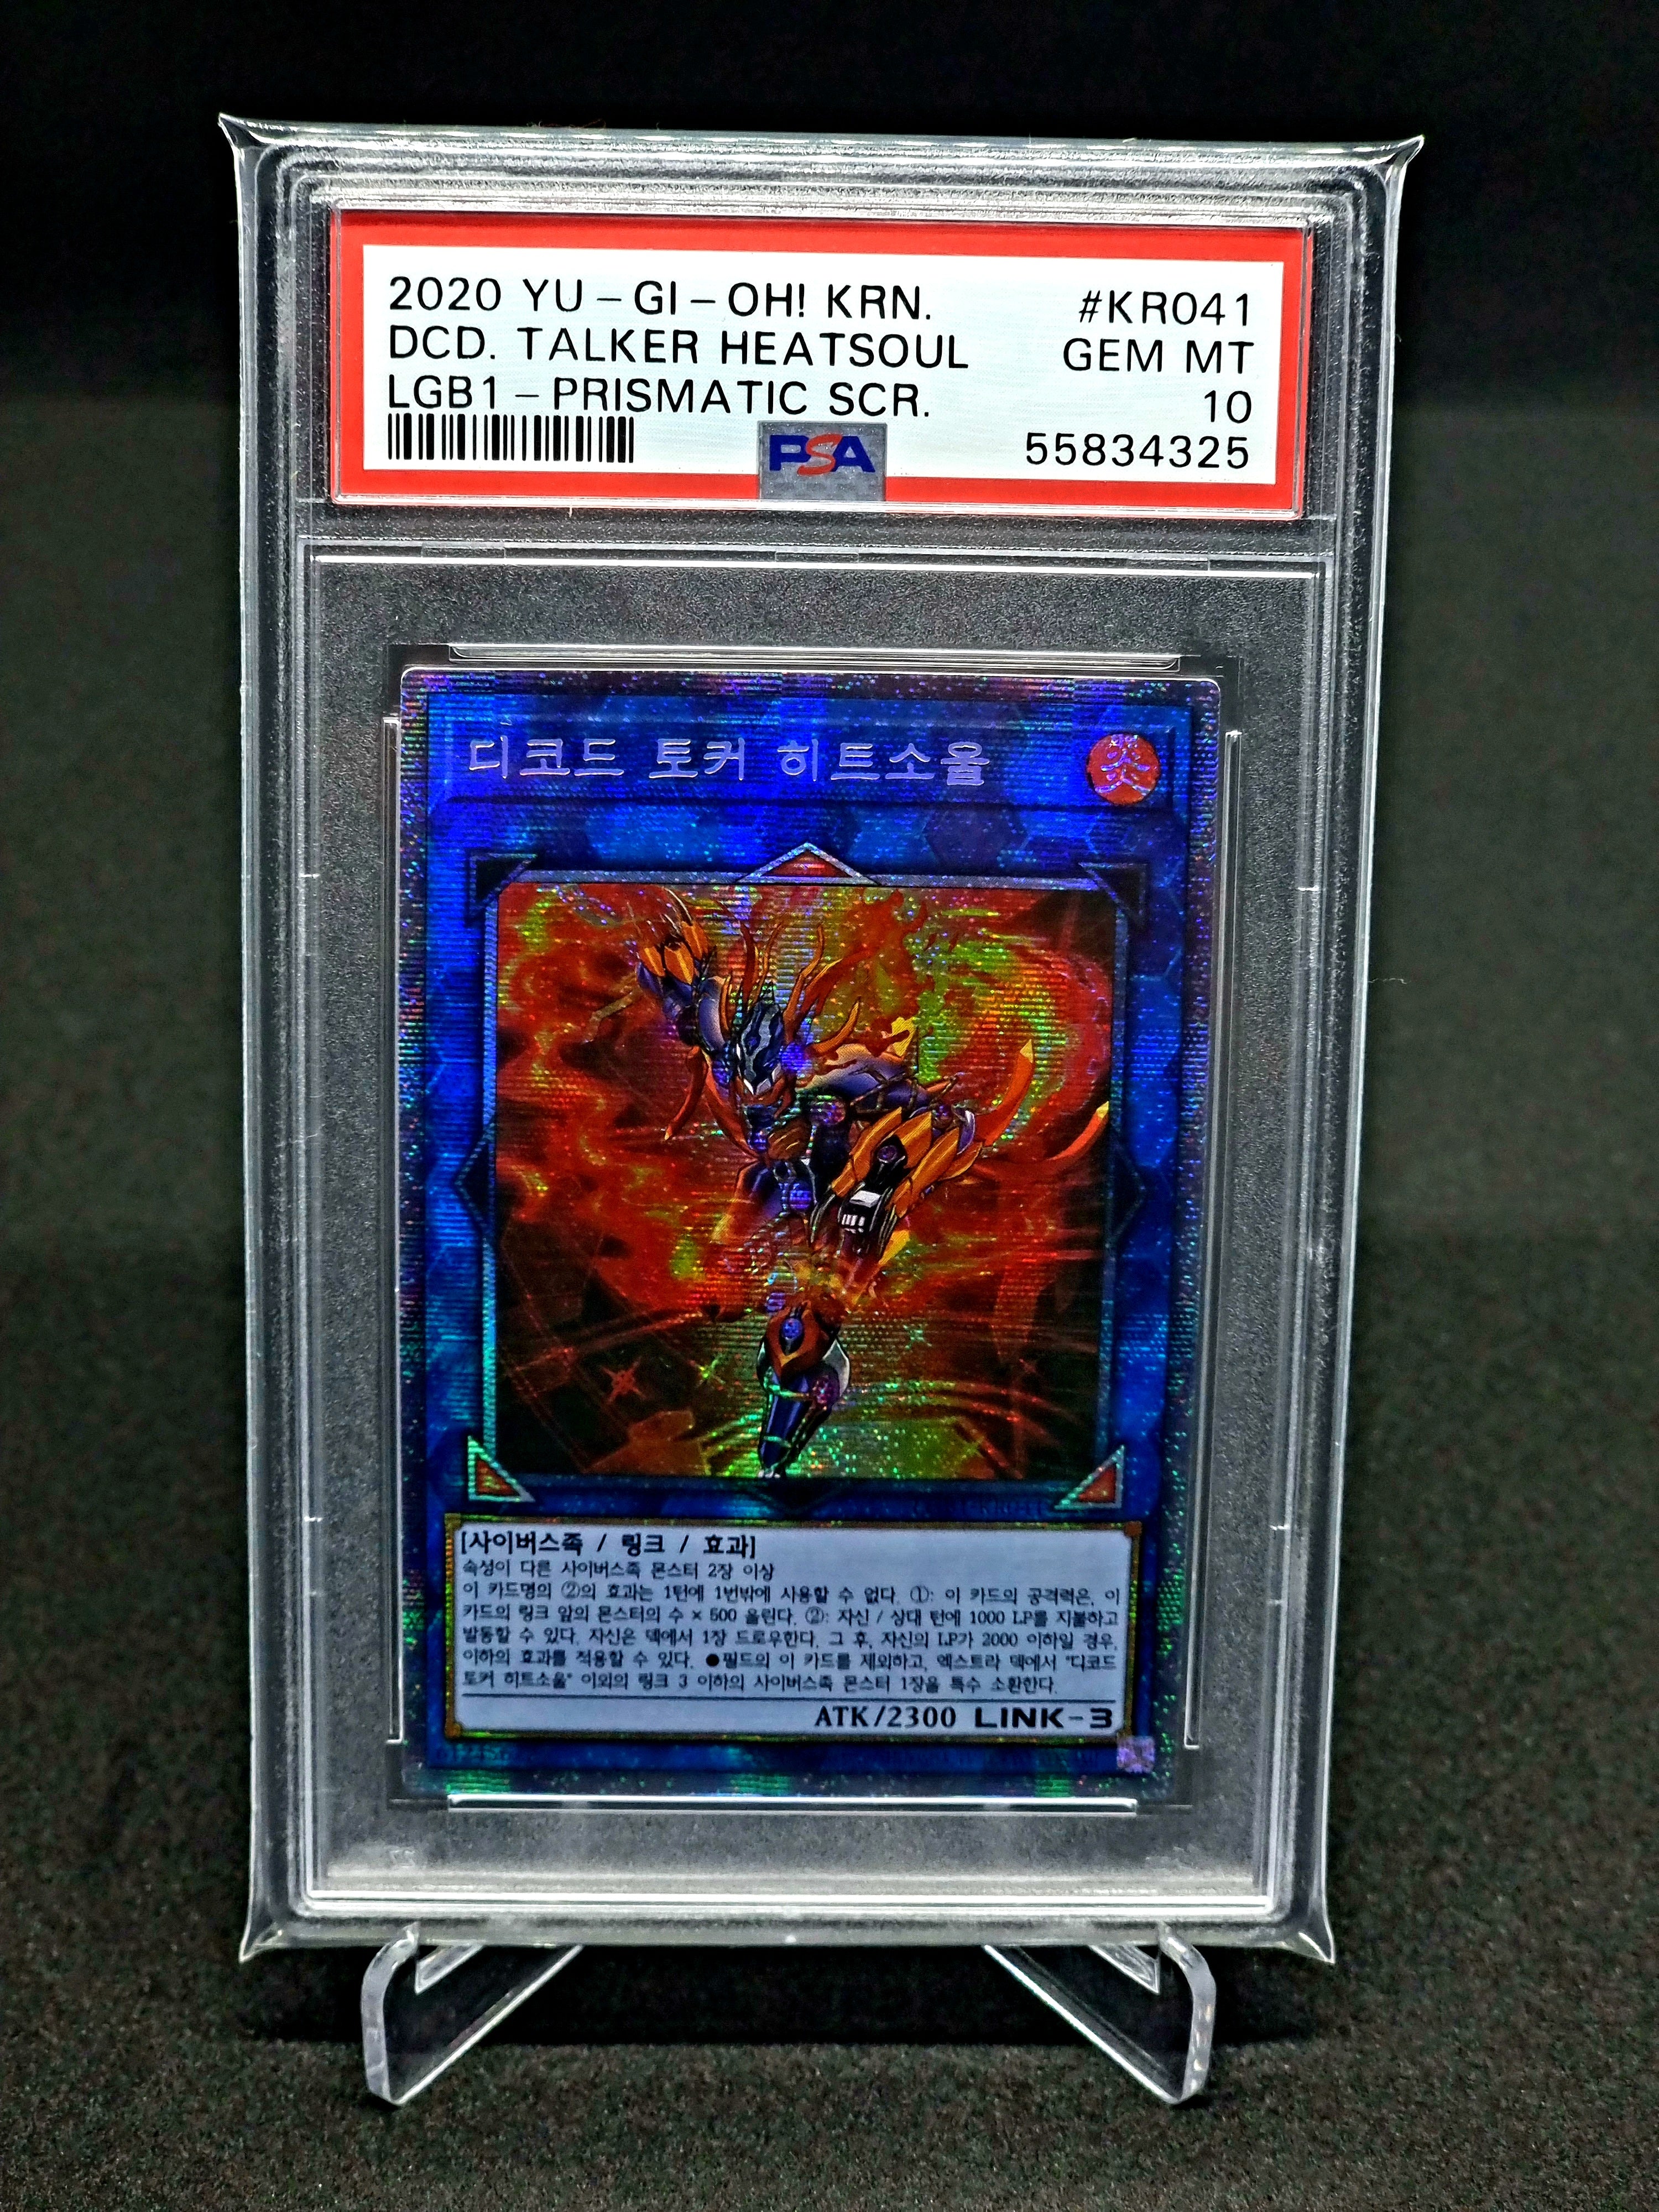 2020 YU-GI-OH! KRN. #KR041
DCD. TALKER HEATSOUL GEM MT
LGB1-PRISMATIC SCR. 10
PSA 55834325
디코드 토커 히트소울
炎
[사이버스족 / 링크 / 효과]
속성이 다른 사이버스족 몬스터 2장 이상
이 카드명의 ②의 효과는 1턴에 1번밖에 사용할 수 없다. ①: 이 카드의 공격력은, 이
카드의 링크 앞의 몬스터의 수 × 500 올린다. ②: 자신 / 상대 턴에 1000 LP를 지불하고
발동할 수 있다. 자신은 덱에서 1장 드로우한다. 그 후, 자신의 LP가 2000 이하일 경우,
이하의 효과를 적용할 수 있다. ●필드의 이 카드를 제외하고, 엑스트라 덱에서 "디코드
토커 히트소울" 이외의 링크 3 이하의 사이버스족 몬스터 1장을 특수 소환한다.
ATK/2300 LINK-3